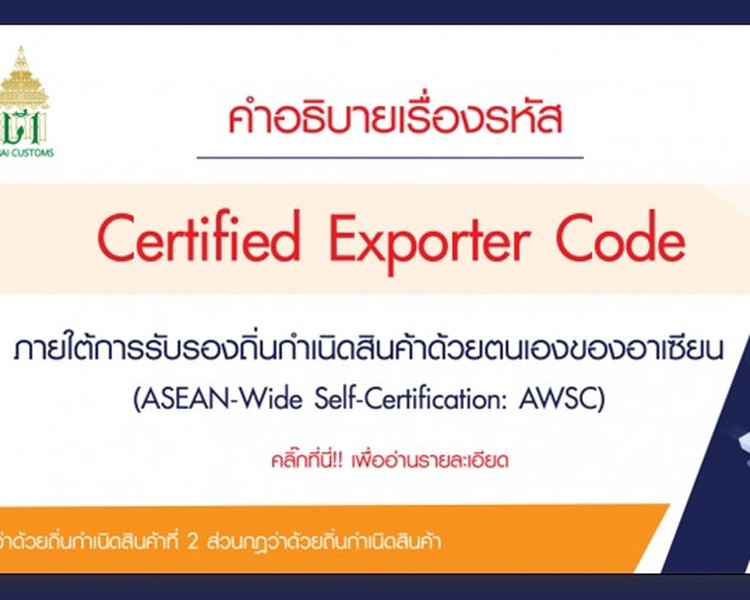 คำอธิบายเรื่องรหัส
Certified Exporter Code
ภายใต้การรับรองถิ่นกำเนิดสินค้าด้วยตนเองของอาเซียน
(ASEAN-Wide Self-Certification: AWSC)
คลิ๊กที่นี่!! เพื่ออ่านรายละเอียด
ว่าด้วยถิ่นกำเนิดสินค้าที่ 2 ส่วนกฎว่าด้วยถิ่นกำเนิดสินค้า
CUSTOMS